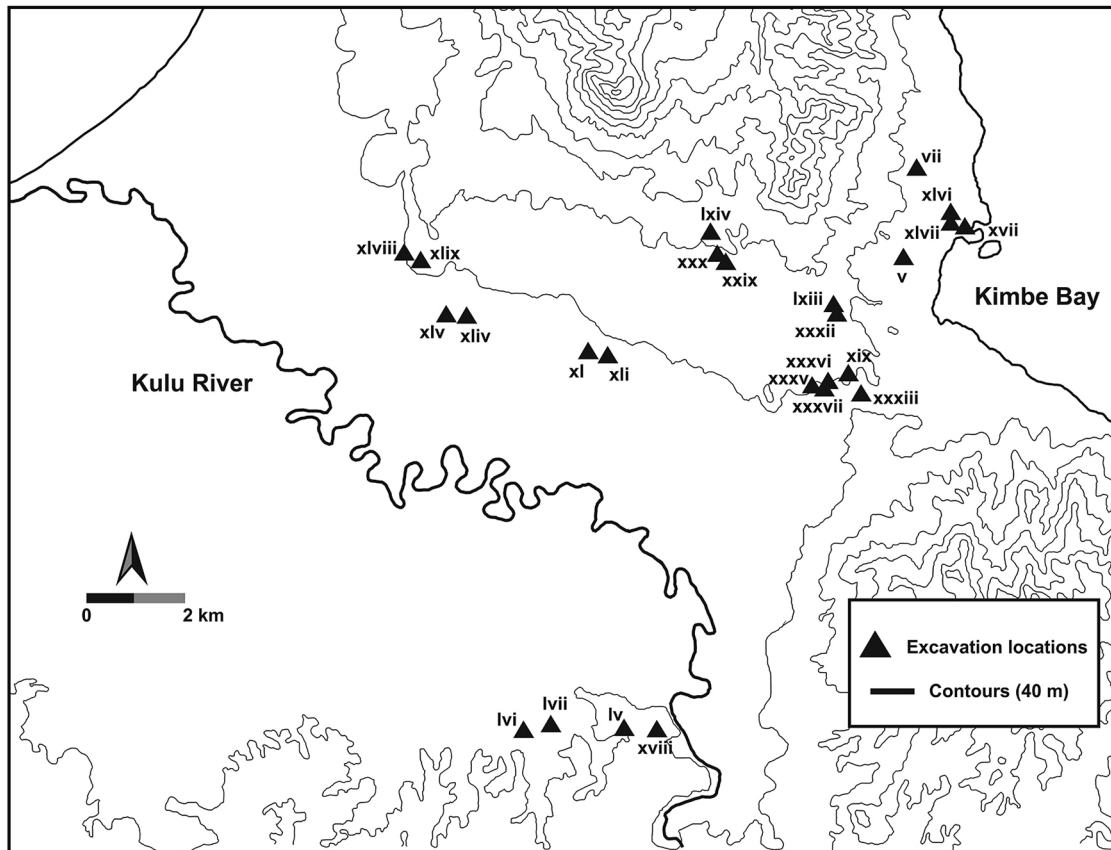 vii
xlvi
xlvii
xvii
lxiv
xlviii
xlix
xxx
xxix
v
Kimbe Bay
lxiii
xxxii
xlv
xliv
xl
xli
xxxvi
xix
xxxv
xxxvii
xxxiii
Kulu River
0
2 km
Excavation locations
Contours (40 m)
lvi
lvii
lv
xviii